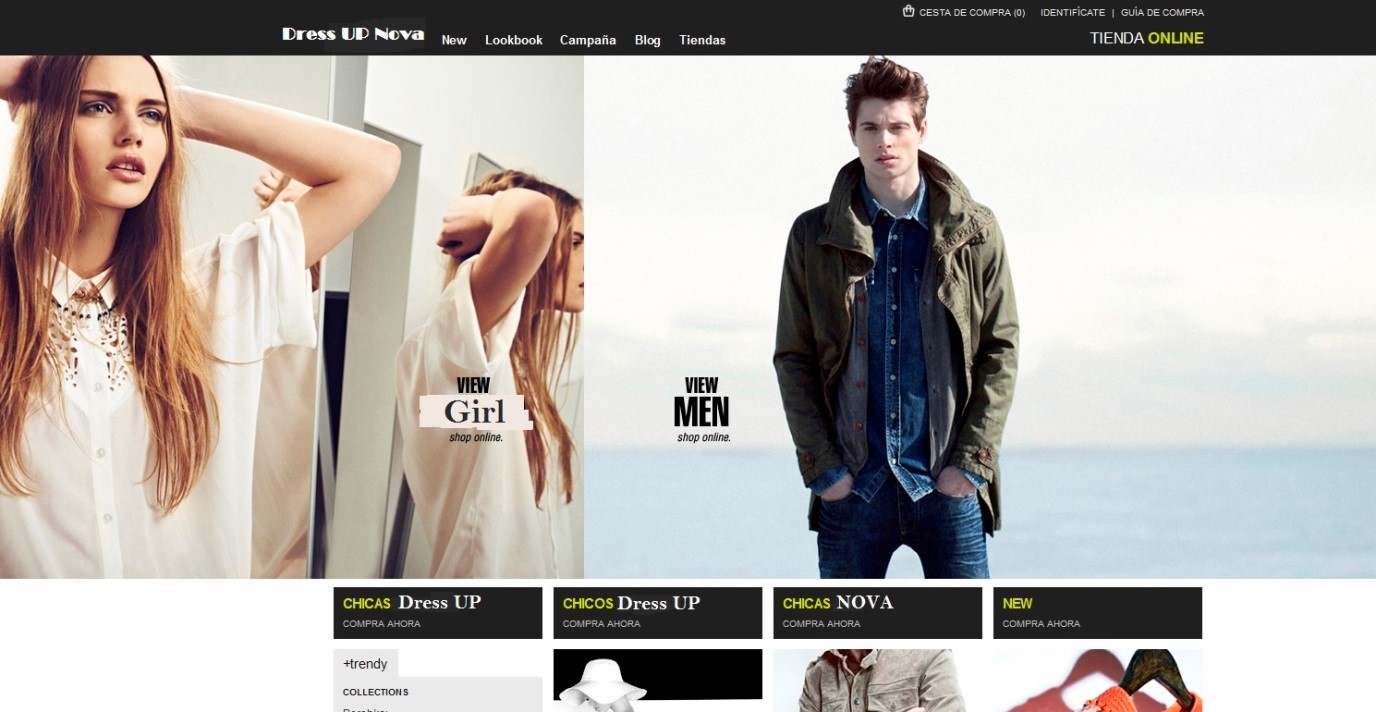 CESTA DE COMPRA (0) IDENTIFÍCATE | GUÍA DE COMPRA
Dress UP Nova New Lookbook Campaña Blog Tiendas TIENDA ONLINE
VIEW
Girl
shop online.
VIEW
MEN
shop online.
CHICAS Dress UP
COMPRA AHORA
CHICOS Dress UP
COMPRA AHORA
CHICAS NOVA
COMPRA AHORA
NEW
COMPRA AHORA
+trendy
COLLECTIONS